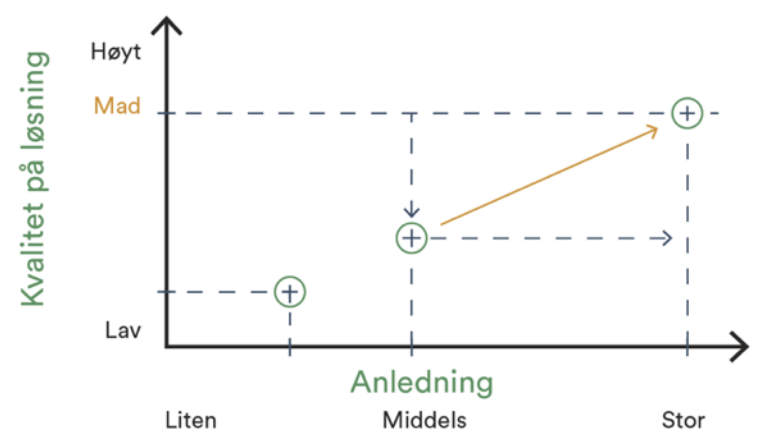 Høyt
Mad
Kvalitet på løsning
Lav
Anledning
Liten
Middels
Stor